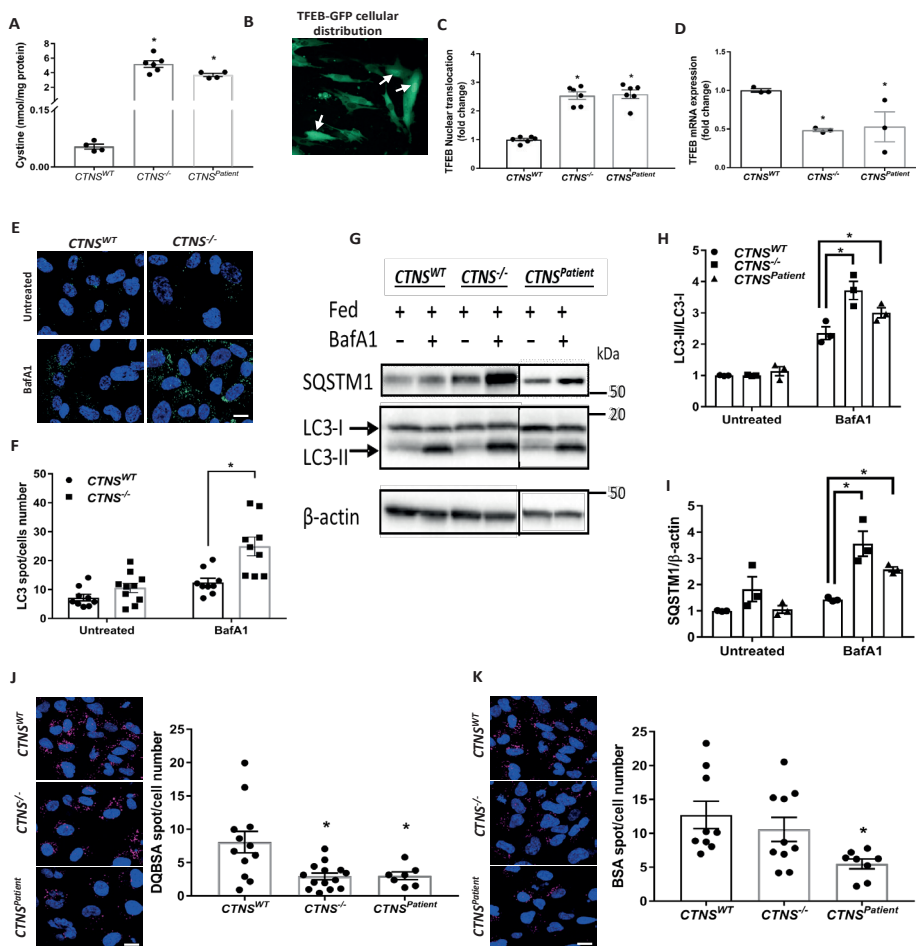 A
Cystine (nmol/mg protein)
8
6
4
2
0.15
0.00
*
*
CTNS^WT
CTNS^-/-
CTNS^Patient
B
TFEB-GFP cellular
distribution
C
TFEB Nuclear translocation
(fold change)
4
3
2
1
0
*
*
CTNS^WT
CTNS^-/-
CTNS^Patient
D
TFEB mRNA expression
(fold change)
1.5
1.0
0.5
0.0
*
*
CTNS^WT
CTNS^-/-
CTNS^Patient
E
CTNS^WT
CTNS^-/-
Untreated
BafA1
F
LC3 spot/cells number
50
40
30
20
10
0
CTNS^WT
CTNS^-/-
*
Untreated
BafA1
G
CTNS^WT
CTNS^-/-
CTNS^Patient
Fed + + + + + +
BafA1 - + - + - +
kDa
SQSTM1
50
LC3-I
20
LC3-II
β-actin
50
H
LC3-II/LC3-I
5
4
3
2
1
0
CTNS^WT
CTNS^-/-
CTNS^Patient
*
*
Untreated
BafA1
I
SQSTM1/β-actin
5
4
3
2
1
0
*
*
Untreated
BafA1
J
CTNS^WT
CTNS^-/-
CTNS^Patient
DQBSA spot/cell number
25
20
15
10
5
0
*
*
CTNS^WT
CTNS^-/-
CTNS^Patient
K
CTNS^WT
CTNS^-/-
CTNS^Patient
BSA spot/cell number
25
20
15
10
5
0
*
CTNS^WT
CTNS^-/-
CTNS^Patient